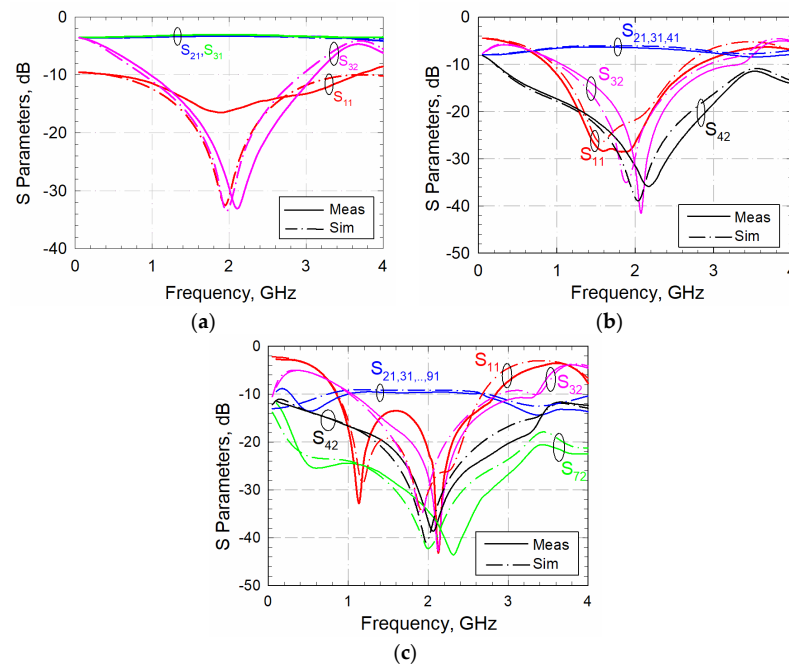 S Parameters, dB
0
-10
-20
-30
-40
S21,S31
S32
S11
Meas
Sim
0 1 2 3 4
Frequency, GHz
(a)
S Parameters, dB
0
-10
-20
-30
-40
-50
S21,31,41
S32
S11
S42
Meas
Sim
0 1 2 3 4
Frequency, GHz
(b)
S Parameters, dB
0
-10
-20
-30
-40
-50
S21,31,...,91
S11
S32
S42
S72
Meas
Sim
0 1 2 3 4
Frequency, GHz
(c)